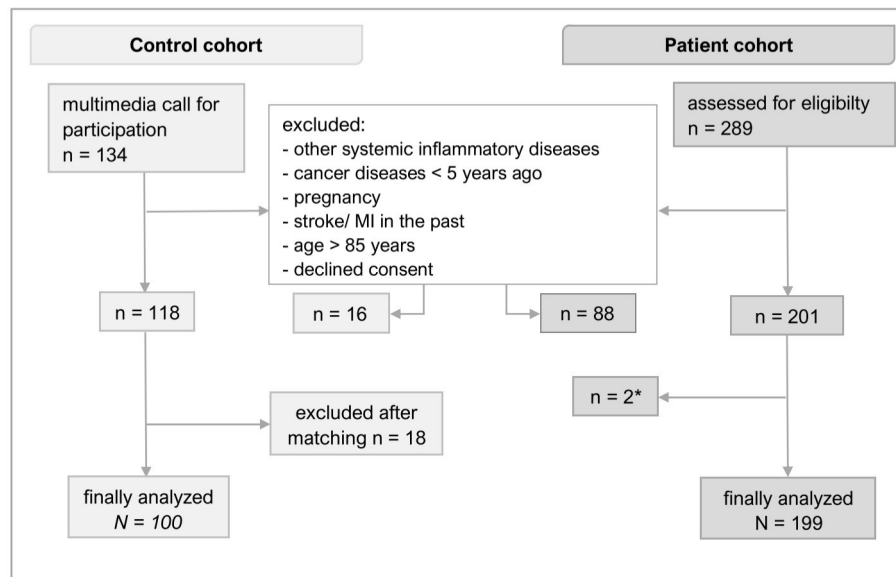 Control cohort
Patient cohort
multimedia call for
participation
n = 134
excluded:
- other systemic inflammatory diseases
- cancer diseases < 5 years ago
- pregnancy
- stroke/ MI in the past
- age > 85 years
- declined consent
assessed for eligibilty
n = 289
n = 118
n = 16
n = 88
n = 201
excluded after
matching n = 18
n = 2*
finally analyzed
N = 100
finally analyzed
N = 199